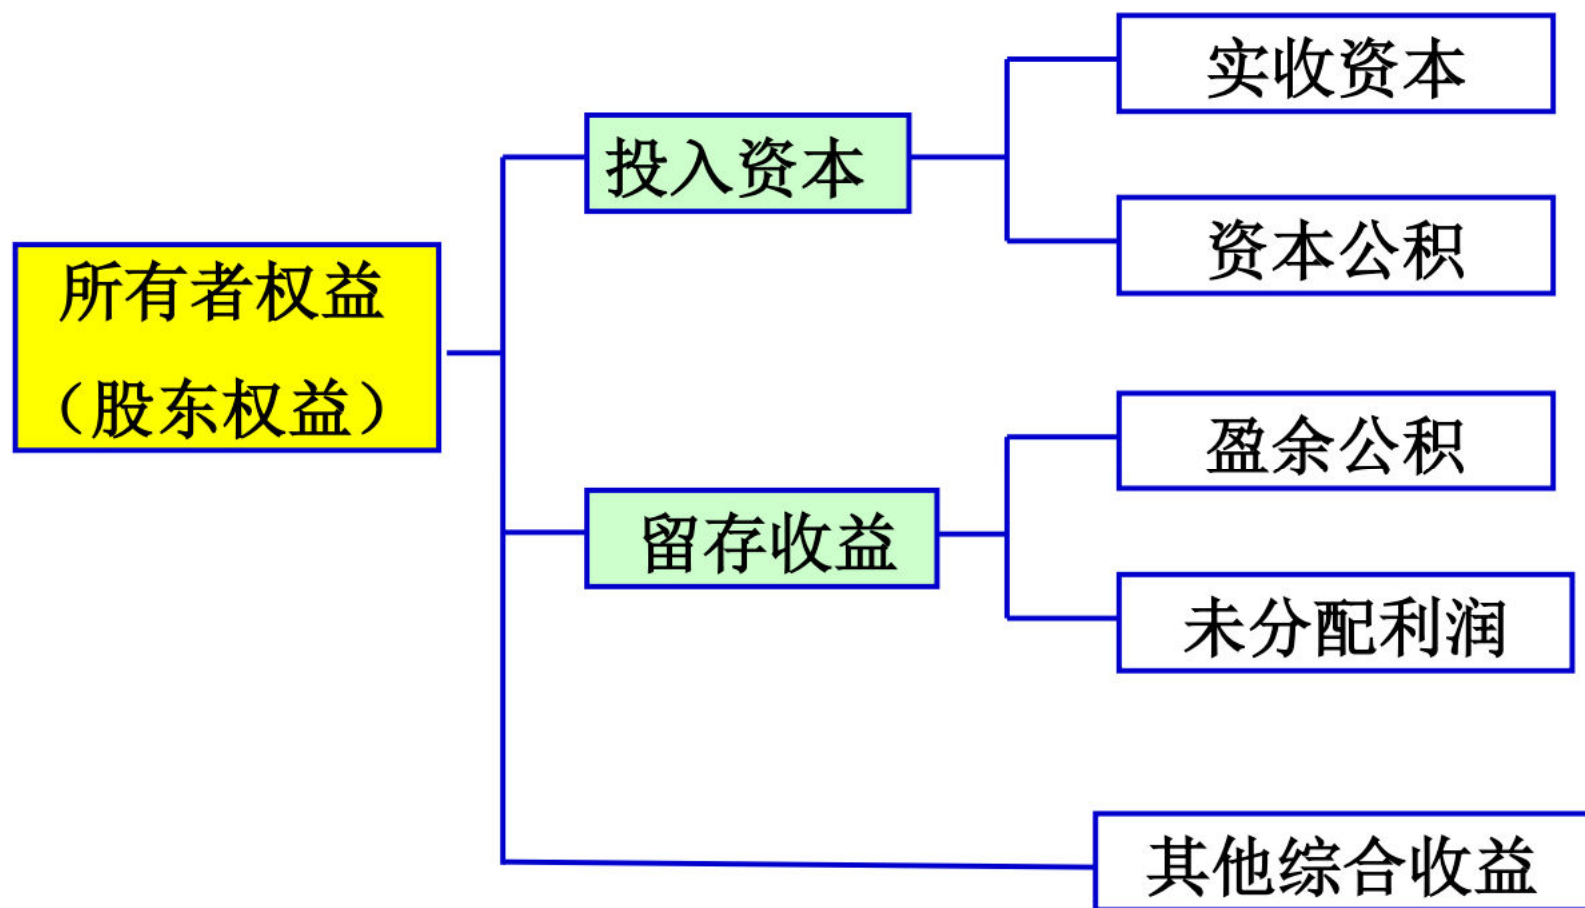 所有者权益
（股东权益）
投入资本
实收资本
资本公积
留存收益
盈余公积
未分配利润
其他综合收益